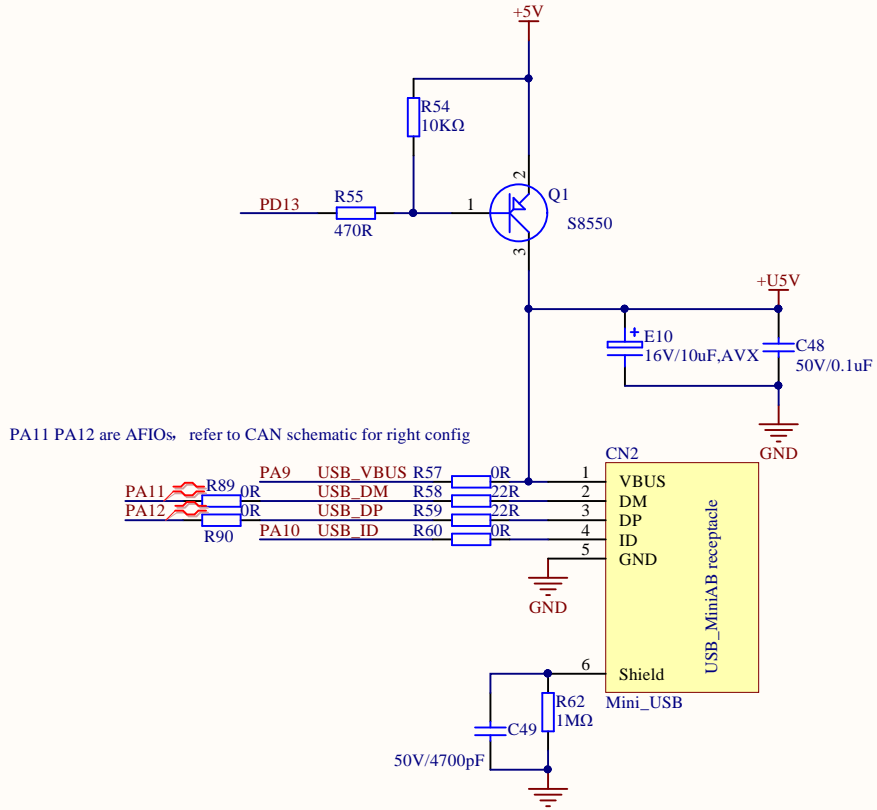 +5V
R54
10KΩ
2
Q1
PD13
R55
1
470R
S8550
3
+U5V
E10
+
16V/10uF,AVX
C48
50V/0.1uF
GND
PA11 PA12 are AFIOs, refer to CAN schematic for right config
CN2
PA9 USB_VBUS R57 0R 1 VBUS
PA11 R89 0R USB_DM R58 22R 2 DM
PA12 0R USB_DP R59 22R 3 DP
R90 PA10 USB_ID R60 0R 4 ID
5 GND
GND
USB_MiniAB receptacle
6 Shield
Mini_USB
R62
1MΩ
C49
50V/4700pF